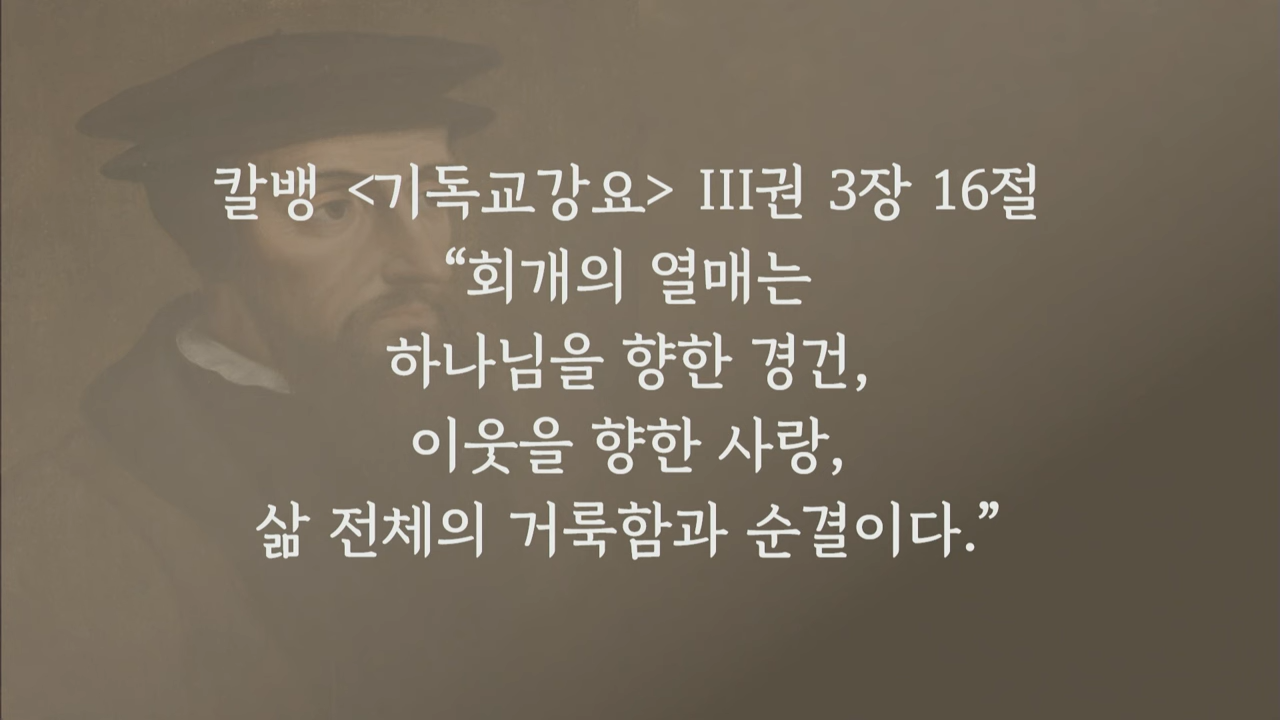 칼뱅 <기독교강요> III권 3장 16절
“회개의 열매는
하나님을 향한 경건,
이웃을 향한 사랑,
삶 전체의 거룩함과 순결이다.”